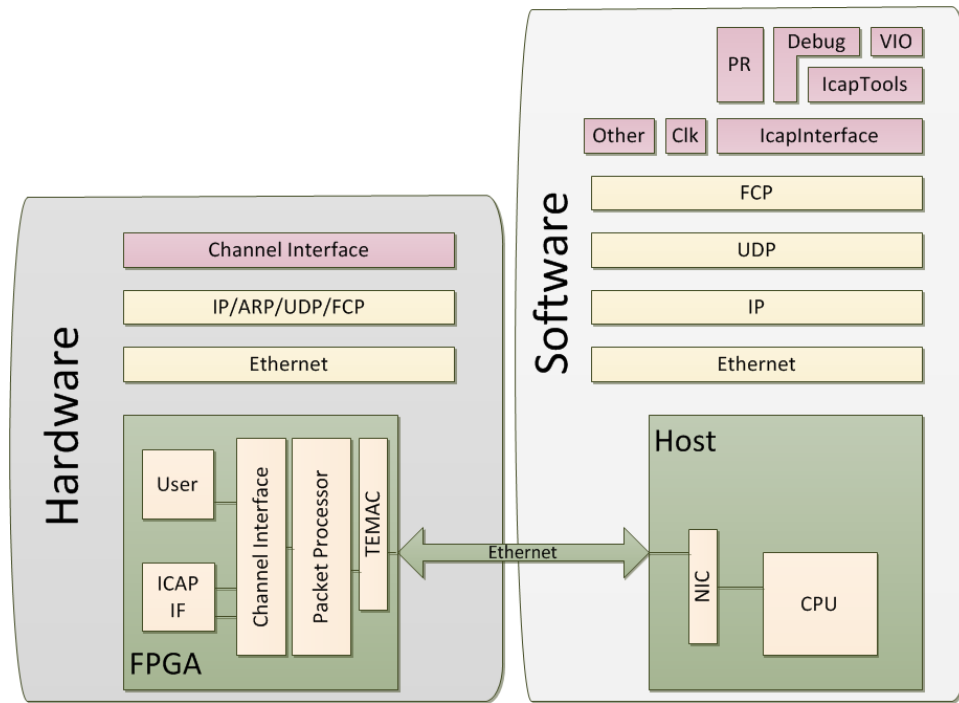 Hardware
Channel Interface
IP/ARP/UDP/FCP
Ethernet
User
ICAP
IF
Channel Interface
Packet Processor
TEMAC
FPGA
Ethernet
Software
PR
Debug
VIO
IcapTools
Other
Clk
IcapInterface
FCP
UDP
IP
Ethernet
Host
NIC
CPU